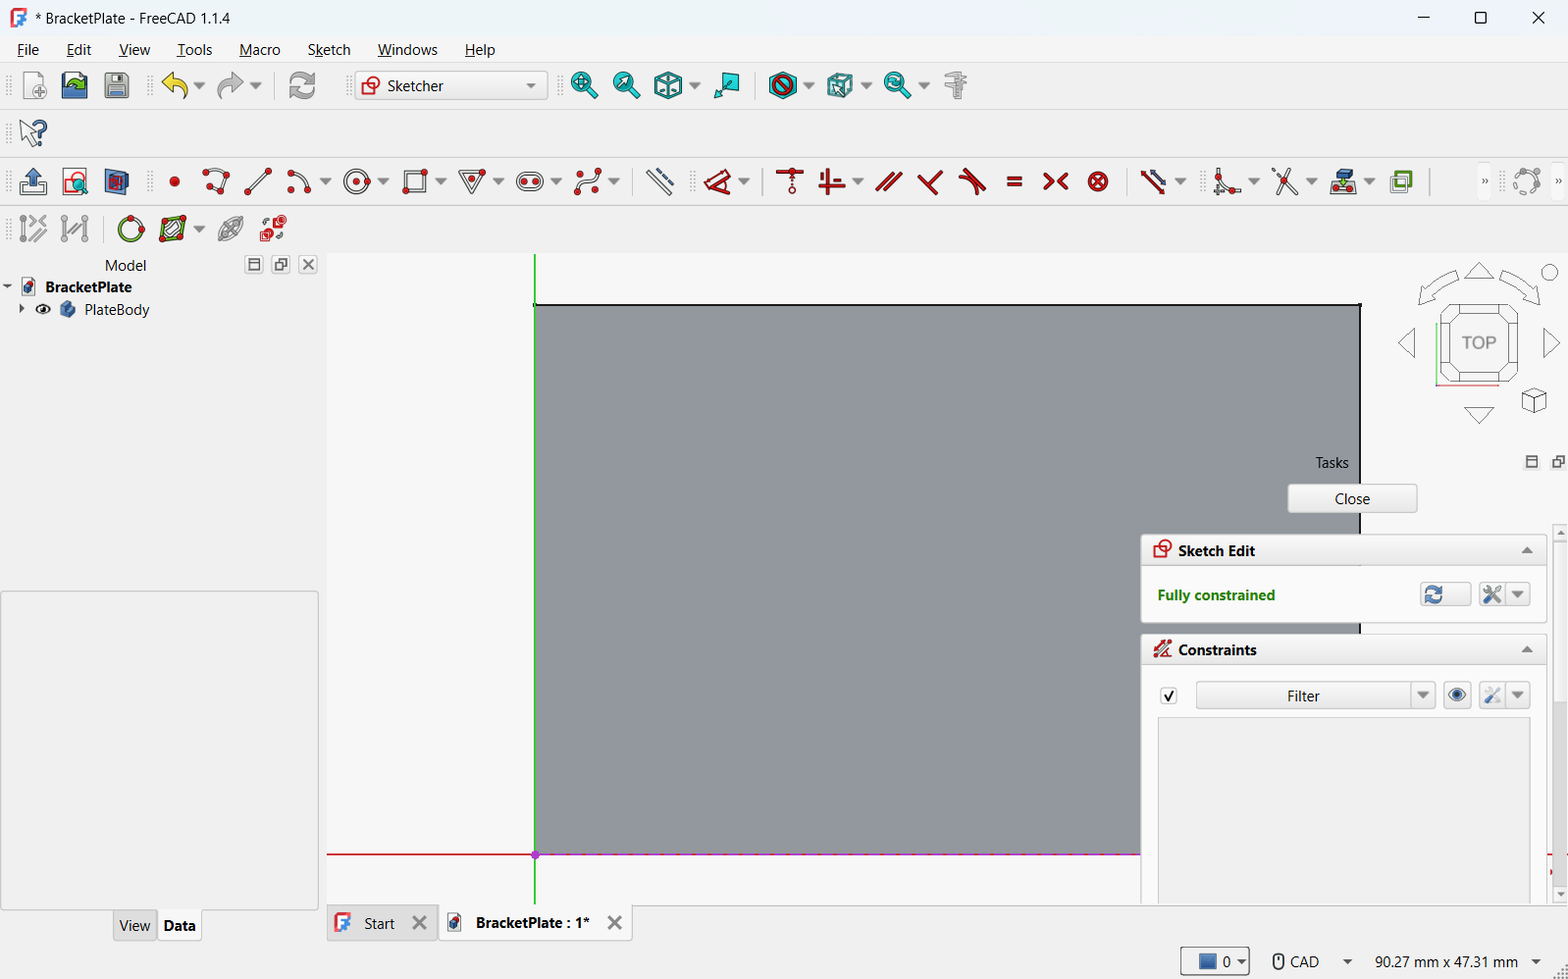 * BracketPlate - FreeCAD 1.1.4
File Edit View Tools Macro Sketch Windows Help
Sketcher
Model
BracketPlate
PlateBody
TOP
Tasks
Close
Sketch Edit
Fully constrained
Constraints
Filter
View Data
Start BracketPlate : 1*
0 CAD 90.27 mm x 47.31 mm